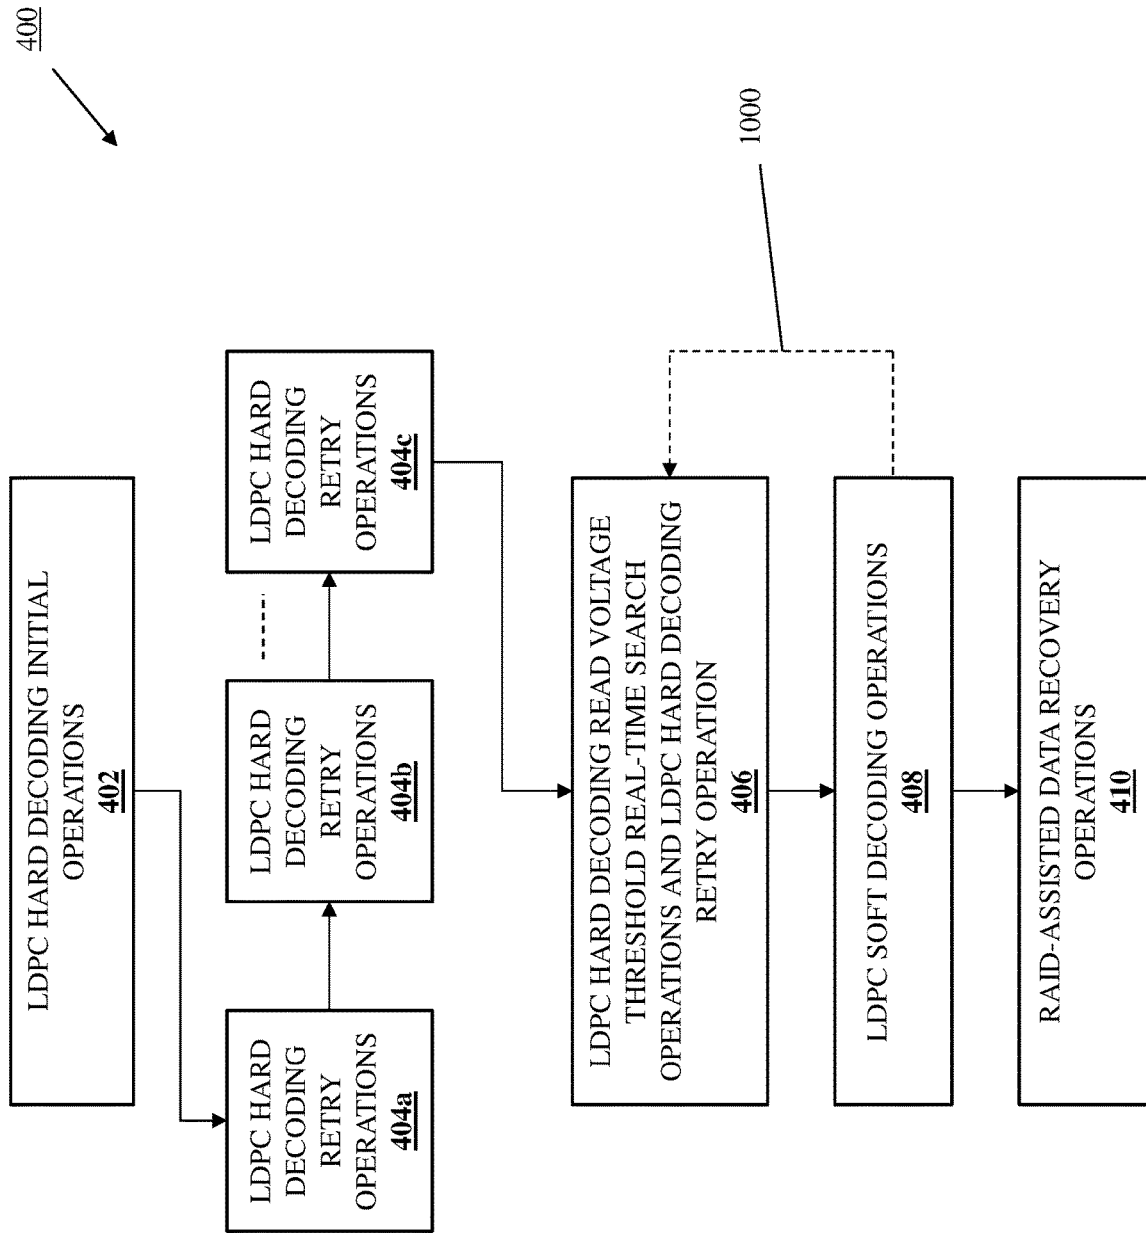 400
LDPC HARD DECODING INITIAL
OPERATIONS
402
LDPC HARD
DECODING
RETRY
OPERATIONS
404a
LDPC HARD
DECODING
RETRY
OPERATIONS
404b
LDPC HARD
DECODING
RETRY
OPERATIONS
404c
LDPC HARD DECODING READ VOLTAGE
THRESHOLD REAL-TIME SEARCH
OPERATIONS AND LDPC HARD DECODING
RETRY OPERATION
406
1000
LDPC SOFT DECODING OPERATIONS
408
RAID-ASSISTED DATA RECOVERY
OPERATIONS
410